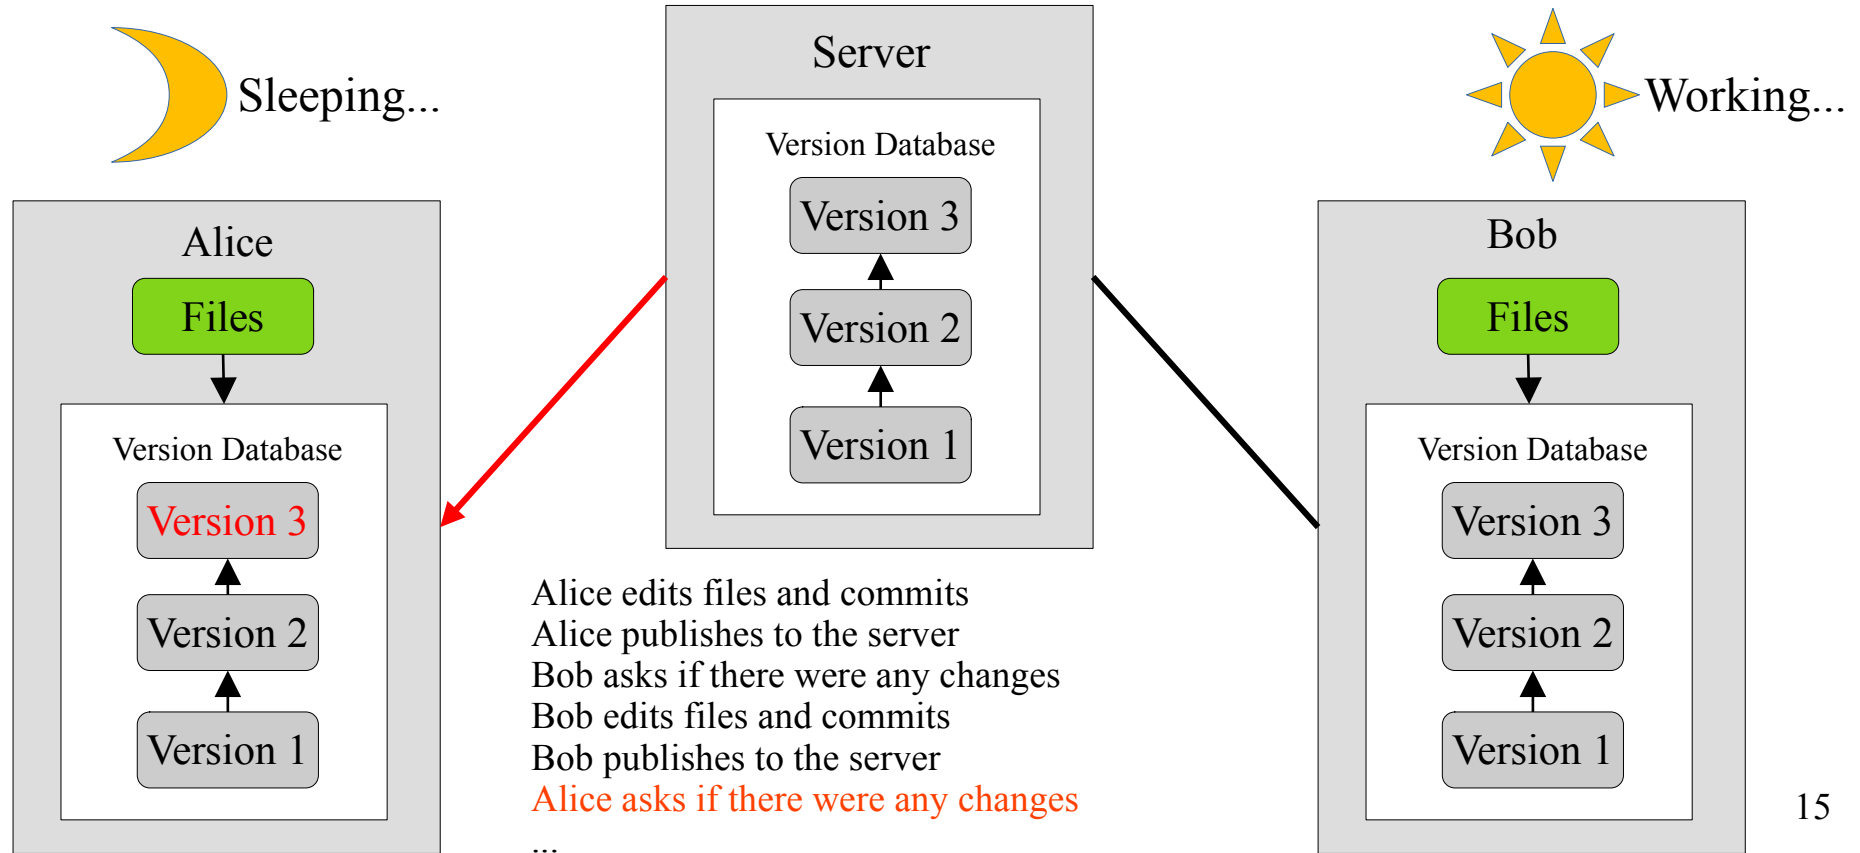 Sleeping...
Server
Working...
Version Database
Version 3
Version 2
Version 1
Alice
Files
Version Database
Version 3
Version 2
Version 1
Bob
Files
Version Database
Version 3
Version 2
Version 1
Alice edits files and commits
Alice publishes to the server
Bob asks if there were any changes
Bob edits files and commits
Bob publishes to the server
Alice asks if there were any changes
...
15